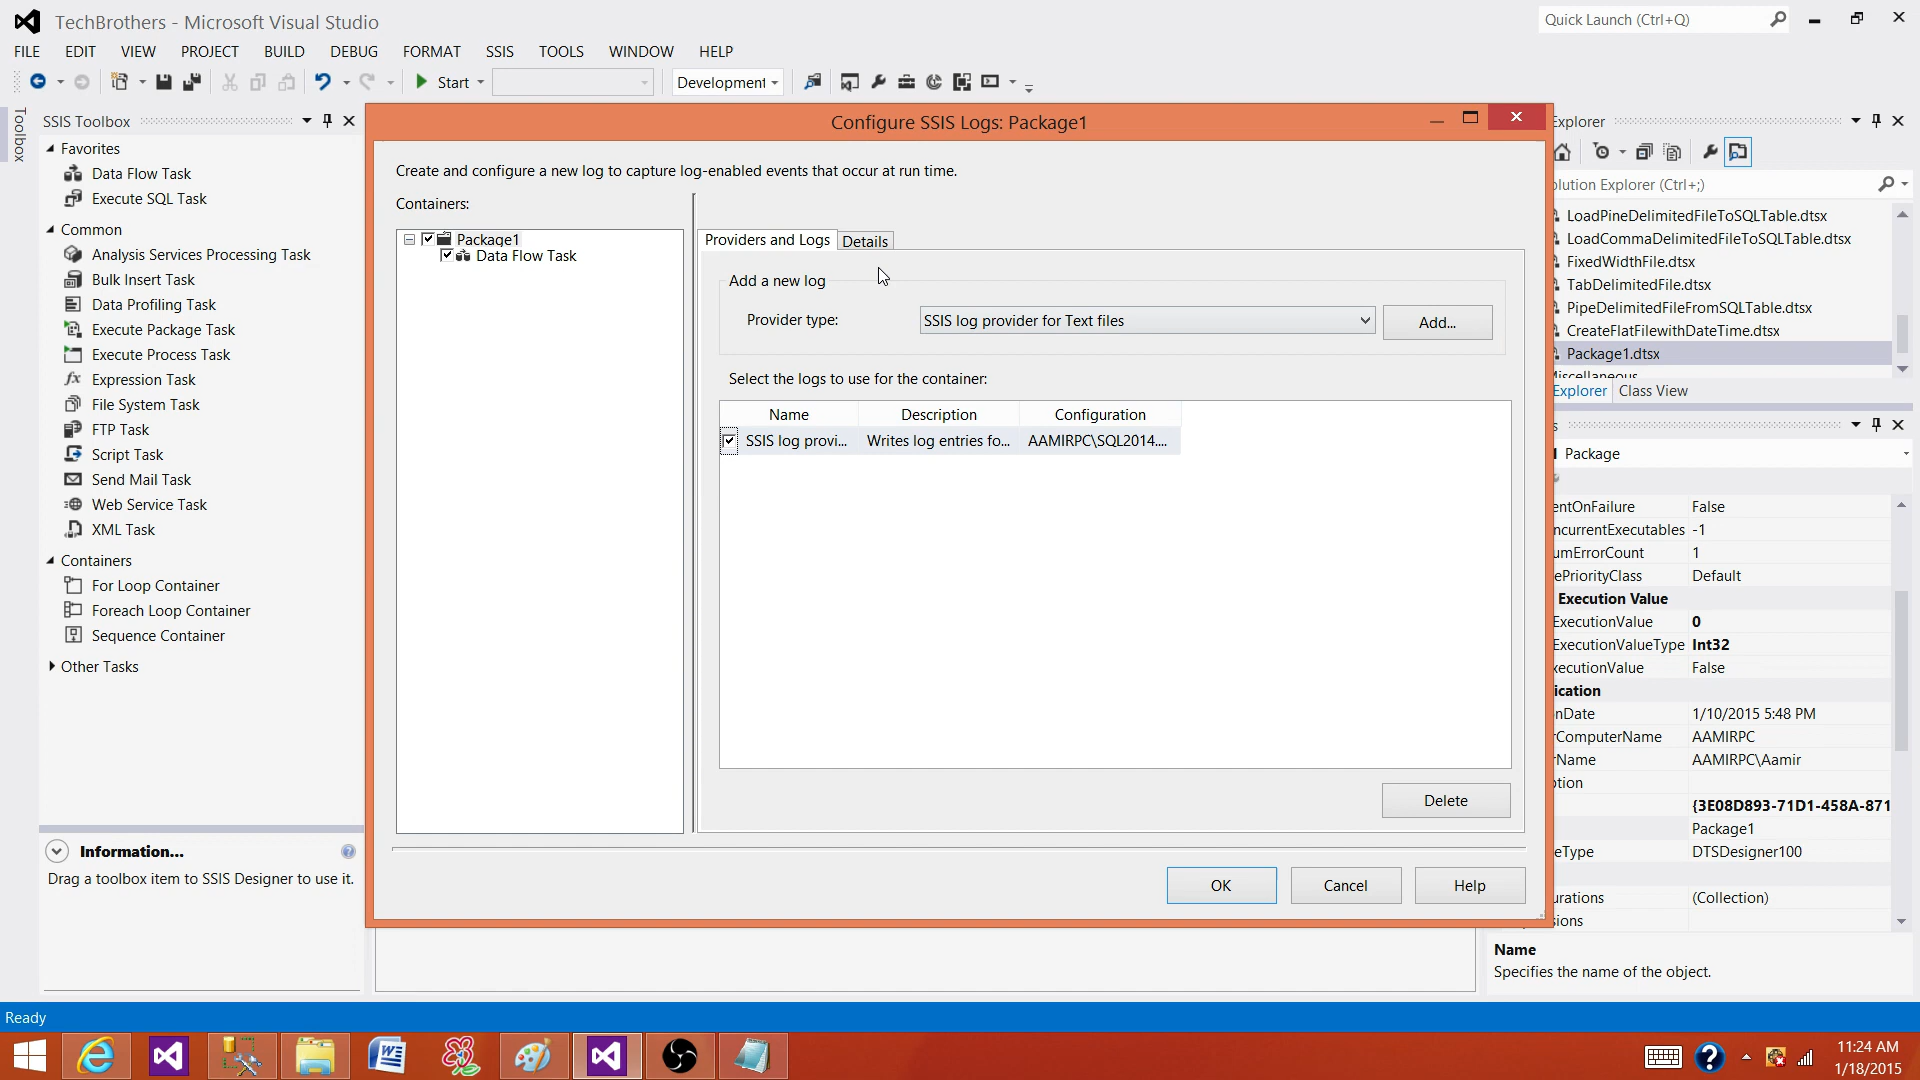 TechBrothers - Microsoft Visual Studio
Quick Launch (Ctrl+Q)
FILE EDIT VIEW PROJECT BUILD DEBUG FORMAT SSIS TOOLS WINDOW HELP
Start
Development
Toolbox
SSIS Toolbox
Favorites
Data Flow Task
Execute SQL Task
Common
Analysis Services Processing Task
Bulk Insert Task
Data Profiling Task
Execute Package Task
Execute Process Task
Expression Task
File System Task
FTP Task
Script Task
Send Mail Task
Web Service Task
XML Task
Containers
For Loop Container
Foreach Loop Container
Sequence Container
Other Tasks
Information...
Drag a toolbox item to SSIS Designer to use it.
Configure SSIS Logs: Package1
Create and configure a new log to capture log-enabled events that occur at run time.
Containers:
Package1
Data Flow Task
Providers and Logs Details
Add a new log
Provider type: SSIS log provider for Text files Add...
Select the logs to use for the container:
Name Description Configuration
SSIS log provi... Writes log entries fo... AAMIRPC\SQL2014....
Delete
OK Cancel Help
Explorer
olution Explorer (Ctrl+;)
LoadPineDelimitedFileToSQLTable.dtsx
LoadCommaDelimitedFileToSQLTable.dtsx
FixedWidthFile.dtsx
TabDelimitedFile.dtsx
PipeDelimitedFileFromSQLTable.dtsx
CreateFlatFilewithDateTime.dtsx
Package1.dtsx
Miscellaneous
Explorer Class View
s
Package
entOnFailure False
ncurrentExecutables -1
umErrorCount 1
ePriorityClass Default
Execution Value
ExecutionValue 0
ExecutionValueType Int32
xecutionValue False
ication
nDate 1/10/2015 5:48 PM
rComputerName AAMIRPC
rName AAMIRPC\Aamir
ption
{3E08D893-71D1-458A-871
Package1
eType DTSDesigner100
urations (Collection)
sions
Name
Specifies the name of the object.
Ready
11:24 AM
1/18/2015